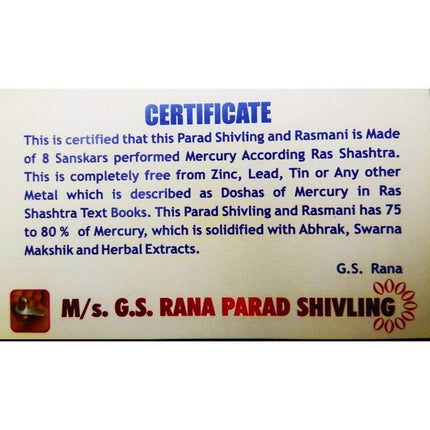 CERTIFICATE
This is certified that this Parad Shivling and Rasmani is Made
of 8 Sanskars performed Mercury According Ras Shashtra.
This is completely free from Zinc, Lead, Tin or Any other
Metal which is described as Doshas of Mercury in Ras
Shashtra Text Books. This Parad Shivling and Rasmani has 75
to 80 % of Mercury, which is solidified with Abhrak, Swarna
Makshik and Herbal Extracts.
G.S. Rana
M/s. G.S. RANA PARAD SHIVLING